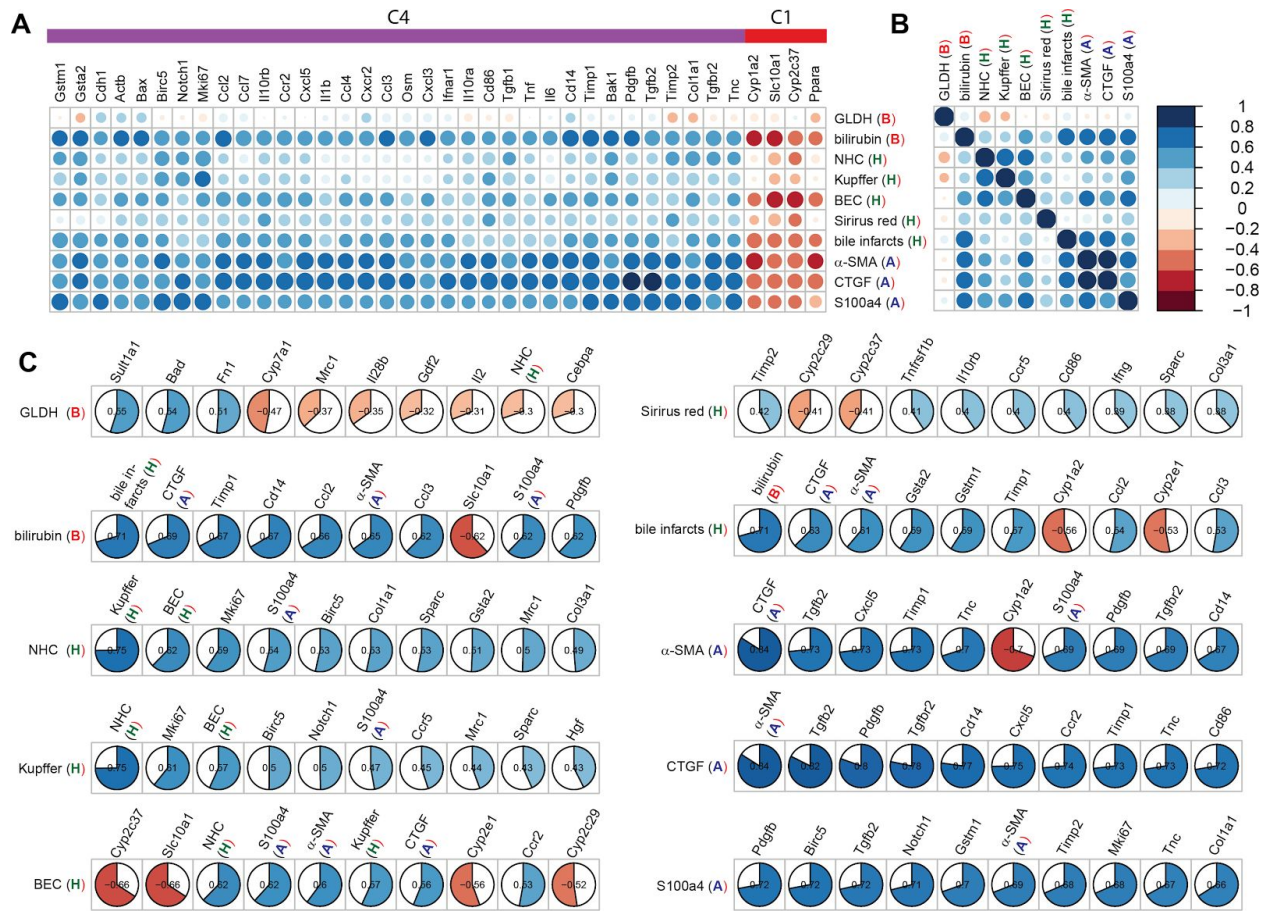 A
C4
C1
Gstm1 Gsta2 Cdh1 Actb Bax Birc5 Notch1 Mki67 Ccl2 Ccl7 Il10rb Ccr2 Cxcl5 Il1b Ccl4 Cxcr2 Ccl3 Osm Cxcl3 Ifnar1 Il10ra Cd86 Tgfb1 Tnf Il6 Cd14 Timp1 Bak1 Pdgfb Tgfb2 Timp2 Col1a1 Tgfbr2 Tnc Cyp1a2 Slc10a1 Cyp2c37 Ppara
GLDH (B)
bilirubin (B)
NHC (H)
Kupffer (H)
BEC (H)
Sirirus red (H)
bile infarcts (H)
α-SMA (A)
CTGF (A)
S100a4 (A)
B
GLDH (B) bilirubin (B) NHC (H) Kupffer (H) BEC (H) Sirirus red (H) bile infarcts (H) α-SMA (A) CTGF (A) S100a4 (A)
1
0.8
0.6
0.4
0.2
0
−0.2
−0.4
−0.6
−0.8
−1
C
Sult1a1 Bad Fn1 Cyp7a1 Mrc1 Il28b Gdf2 Il2 NHC (H) Cebpa
GLDH (B) 0.55 0.54 0.51 −0.47 −0.37 −0.35 −0.32 −0.31 −0.3 −0.3
bile in-
farcts (H) CTGF (A) Timp1 Cd14 Ccl2 α-SMA (A) Ccl3 Slc10a1 S100a4 (A) Pdgfb
bilirubin (B) 0.71 0.69 0.67 0.67 0.66 0.65 0.62 −0.62 0.62 0.62
Kupffer (H) BEC (H) Mki67 S100a4 (A) Birc5 Col1a1 Sparc Gsta2 Mrc1 Col3a1
NHC (H) 0.75 0.62 0.59 0.54 0.53 0.53 0.53 0.51 0.5 0.49
NHC (H) Mki67 BEC (H) Birc5 Notch1 S100a4 (A) Ccr5 Mrc1 Sparc Hgf
Kupffer (H) 0.75 0.61 0.57 0.5 0.5 0.47 0.45 0.44 0.43 0.43
Cyp2c37 Slc10a1 NHC (H) S100a4 (A) α-SMA (A) Kupffer (H) CTGF (A) Cyp2e1 Ccr2 Cyp2c29
BEC (H) −0.66 −0.66 0.62 0.62 0.6 0.57 0.56 −0.56 0.53 −0.52
Timp2 Cyp2c29 Cyp2c37 Tnfrsf1b Il10rb Ccr5 Cd86 Ifng Sparc Col3a1
Sirirus red (H) 0.42 −0.41 −0.41 0.41 0.4 0.4 0.4 0.39 0.38 0.38
bilirubin (B) CTGF (A) α-SMA (A) Gsta2 Gstm1 Timp1 Cyp1a2 Ccl2 Cyp2e1 Ccl3
bile infarcts (H) 0.71 0.63 0.61 0.59 0.59 0.57 −0.56 0.54 −0.53 0.53
CTGF (A) Tgfb2 Cxcl5 Timp1 Tnc Cyp1a2 S100a4 (A) Pdgfb Tgfbr2 Cd14
α-SMA (A) 0.84 0.73 0.73 0.73 0.7 −0.7 0.69 0.69 0.69 0.67
α-SMA (A) Tgfb2 Pdgfb Tgfbr2 Cd14 Cxcl5 Ccr2 Timp1 Tnc Cd86
CTGF (A) 0.84 0.82 0.8 0.78 0.77 0.75 0.74 0.73 0.73 0.72
Pdgfb Birc5 Tgfb2 Notch1 Gstm1 α-SMA (A) Timp2 Mki67 Tnc Col1a1
S100a4 (A) 0.72 0.72 0.72 0.71 0.7 0.69 0.68 0.68 0.67 0.66